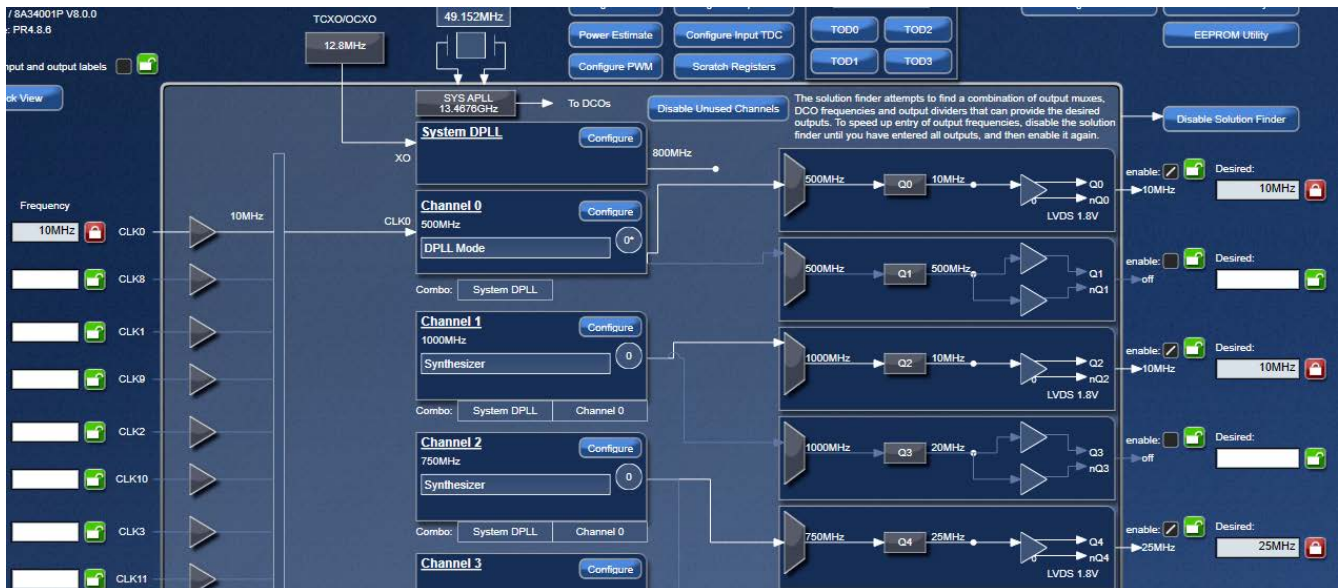 / 8A34001P V8.0.0
: PR4.8.6
nput and output labels
ck View
TCXO/OCXO
12.8MHz
49.152MHz
SYS APLL
13.4676GHz
To DCOs
Power Estimate
Configure Input TDC
Configure PWM
Scratch Registers
TOD0
TOD2
TOD1
TOD3
EEPROM Utility
Disable Unused Channels
The solution finder attempts to find a combination of output muxes,
DCO frequencies and output dividers that can provide the desired
outputs. To speed up entry of output frequencies, disable the solution
finder until you have entered all outputs, and then enable it again.
Disable Solution Finder
System DPLL
Configure
XO
800MHz
Frequency
10MHz
CLK0
10MHz
CLK0
CLK8
CLK1
CLK9
CLK2
CLK10
CLK3
CLK11
Channel 0
Configure
500MHz
DPLL Mode
0*
Combo:
System DPLL
Channel 1
Configure
1000MHz
Synthesizer
0
Combo:
System DPLL
Channel 0
Channel 2
Configure
750MHz
Synthesizer
0
Combo:
System DPLL
Channel 0
Channel 3
Configure
500MHz
Q0
10MHz
Q0
nQ0
LVDS 1.8V
enable:
Desired:
10MHz
10MHz
500MHz
Q1
500MHz
Q1
nQ1
enable:
Desired:
off
1000MHz
Q2
10MHz
Q2
nQ2
LVDS 1.8V
enable:
Desired:
10MHz
10MHz
1000MHz
Q3
20MHz
Q3
nQ3
enable:
Desired:
off
750MHz
Q4
25MHz
Q4
nQ4
LVDS 1.8V
enable:
Desired:
25MHz
25MHz